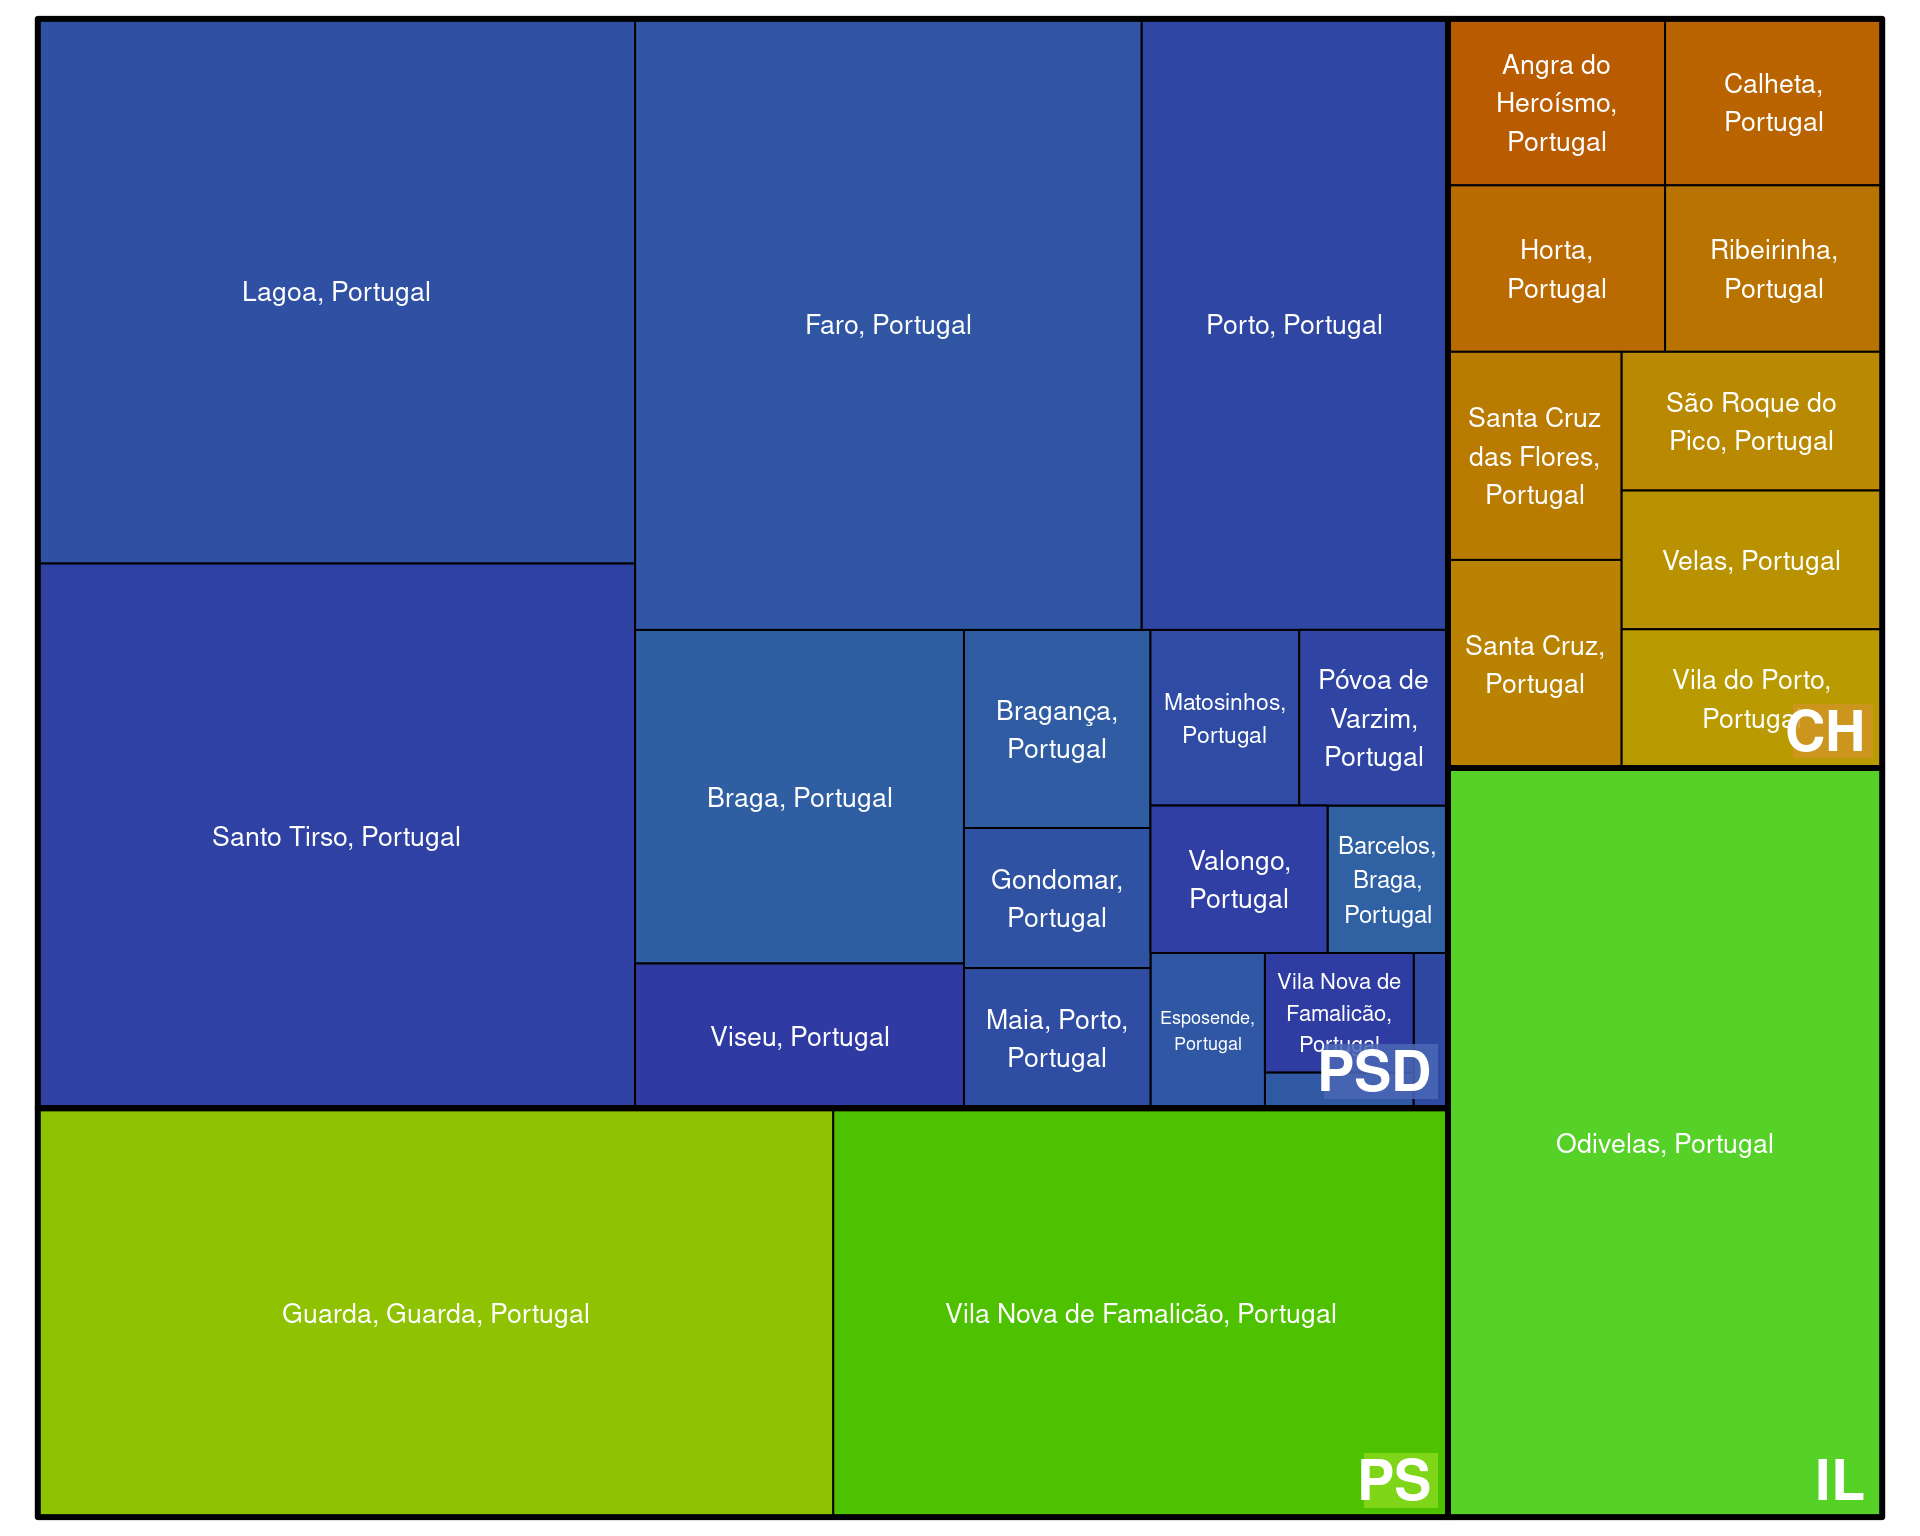 Lagoa, Portugal
Santo Tirso, Portugal
Faro, Portugal
Porto, Portugal
Braga, Portugal
Viseu, Portugal
Bragança,
Portugal
Gondomar,
Portugal
Maia, Porto,
Portugal
Matosinhos,
Portugal
Póvoa de
Varzim,
Portugal
Valongo,
Portugal
Barcelos,
Braga,
Portugal
Esposende,
Portugal
Vila Nova de
Famalicão,
Portugal
PSD
Guarda, Guarda, Portugal
Vila Nova de Famalicão, Portugal
PS
Angra do
Heroísmo,
Portugal
Calheta,
Portugal
Horta,
Portugal
Ribeirinha,
Portugal
Santa Cruz
das Flores,
Portugal
Santa Cruz,
Portugal
São Roque do
Pico, Portugal
Velas, Portugal
Vila do Porto,
Portugal
CH
Odivelas, Portugal
IL